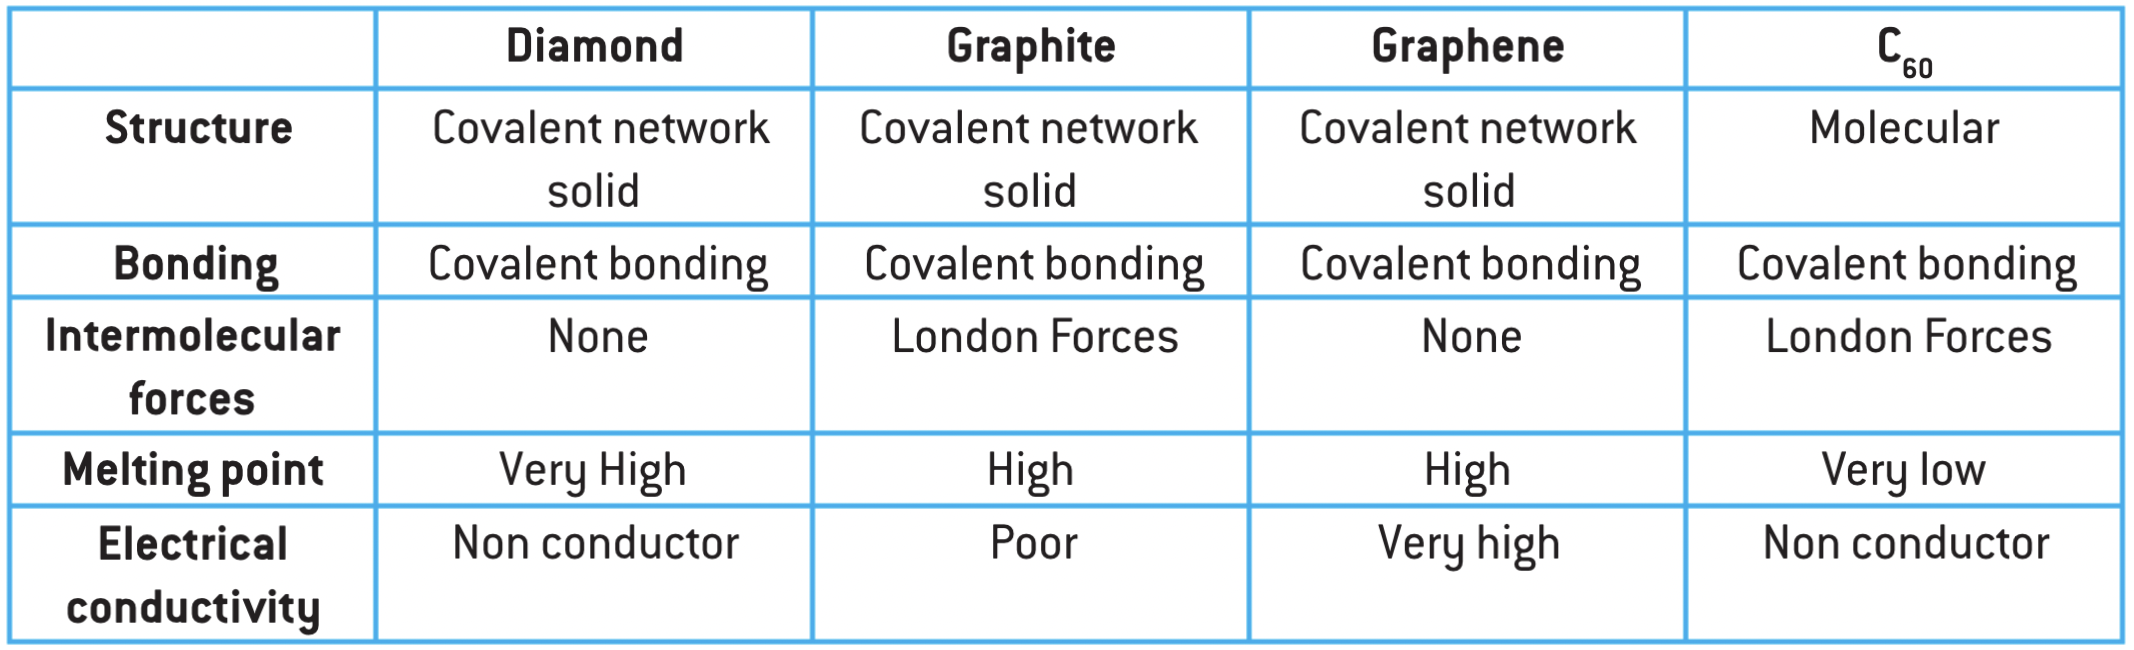 Diamond Graphite Graphene C₆₀
Structure Covalent network Covalent network Covalent network Molecular
solid solid solid
Bonding Covalent bonding Covalent bonding Covalent bonding Covalent bonding
Intermolecular None London Forces None London Forces
forces
Melting point Very High High High Very low
Electrical Non conductor Poor Very high Non conductor
conductivity